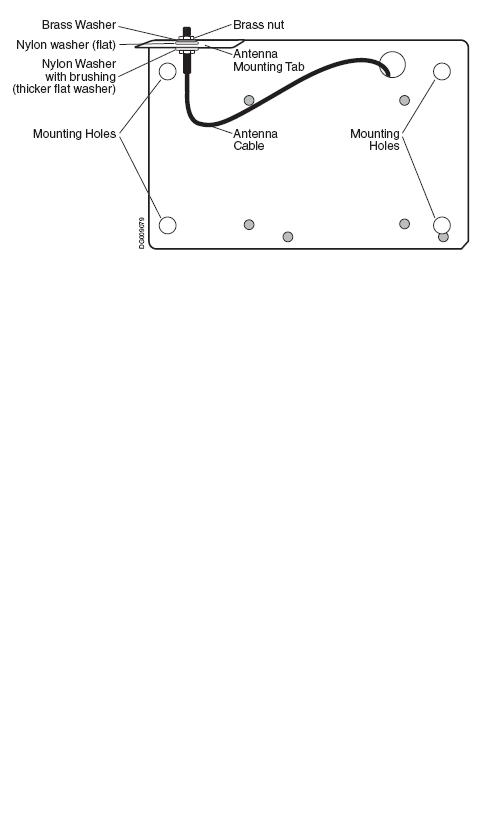 Brass Washer
Brass nut
Nylon washer (flat)
Antenna
Mounting Tab
Nylon Washer
with brushing
(thicker flat washer)
Mounting Holes
Antenna
Cable
Mounting
Holes
DG009079